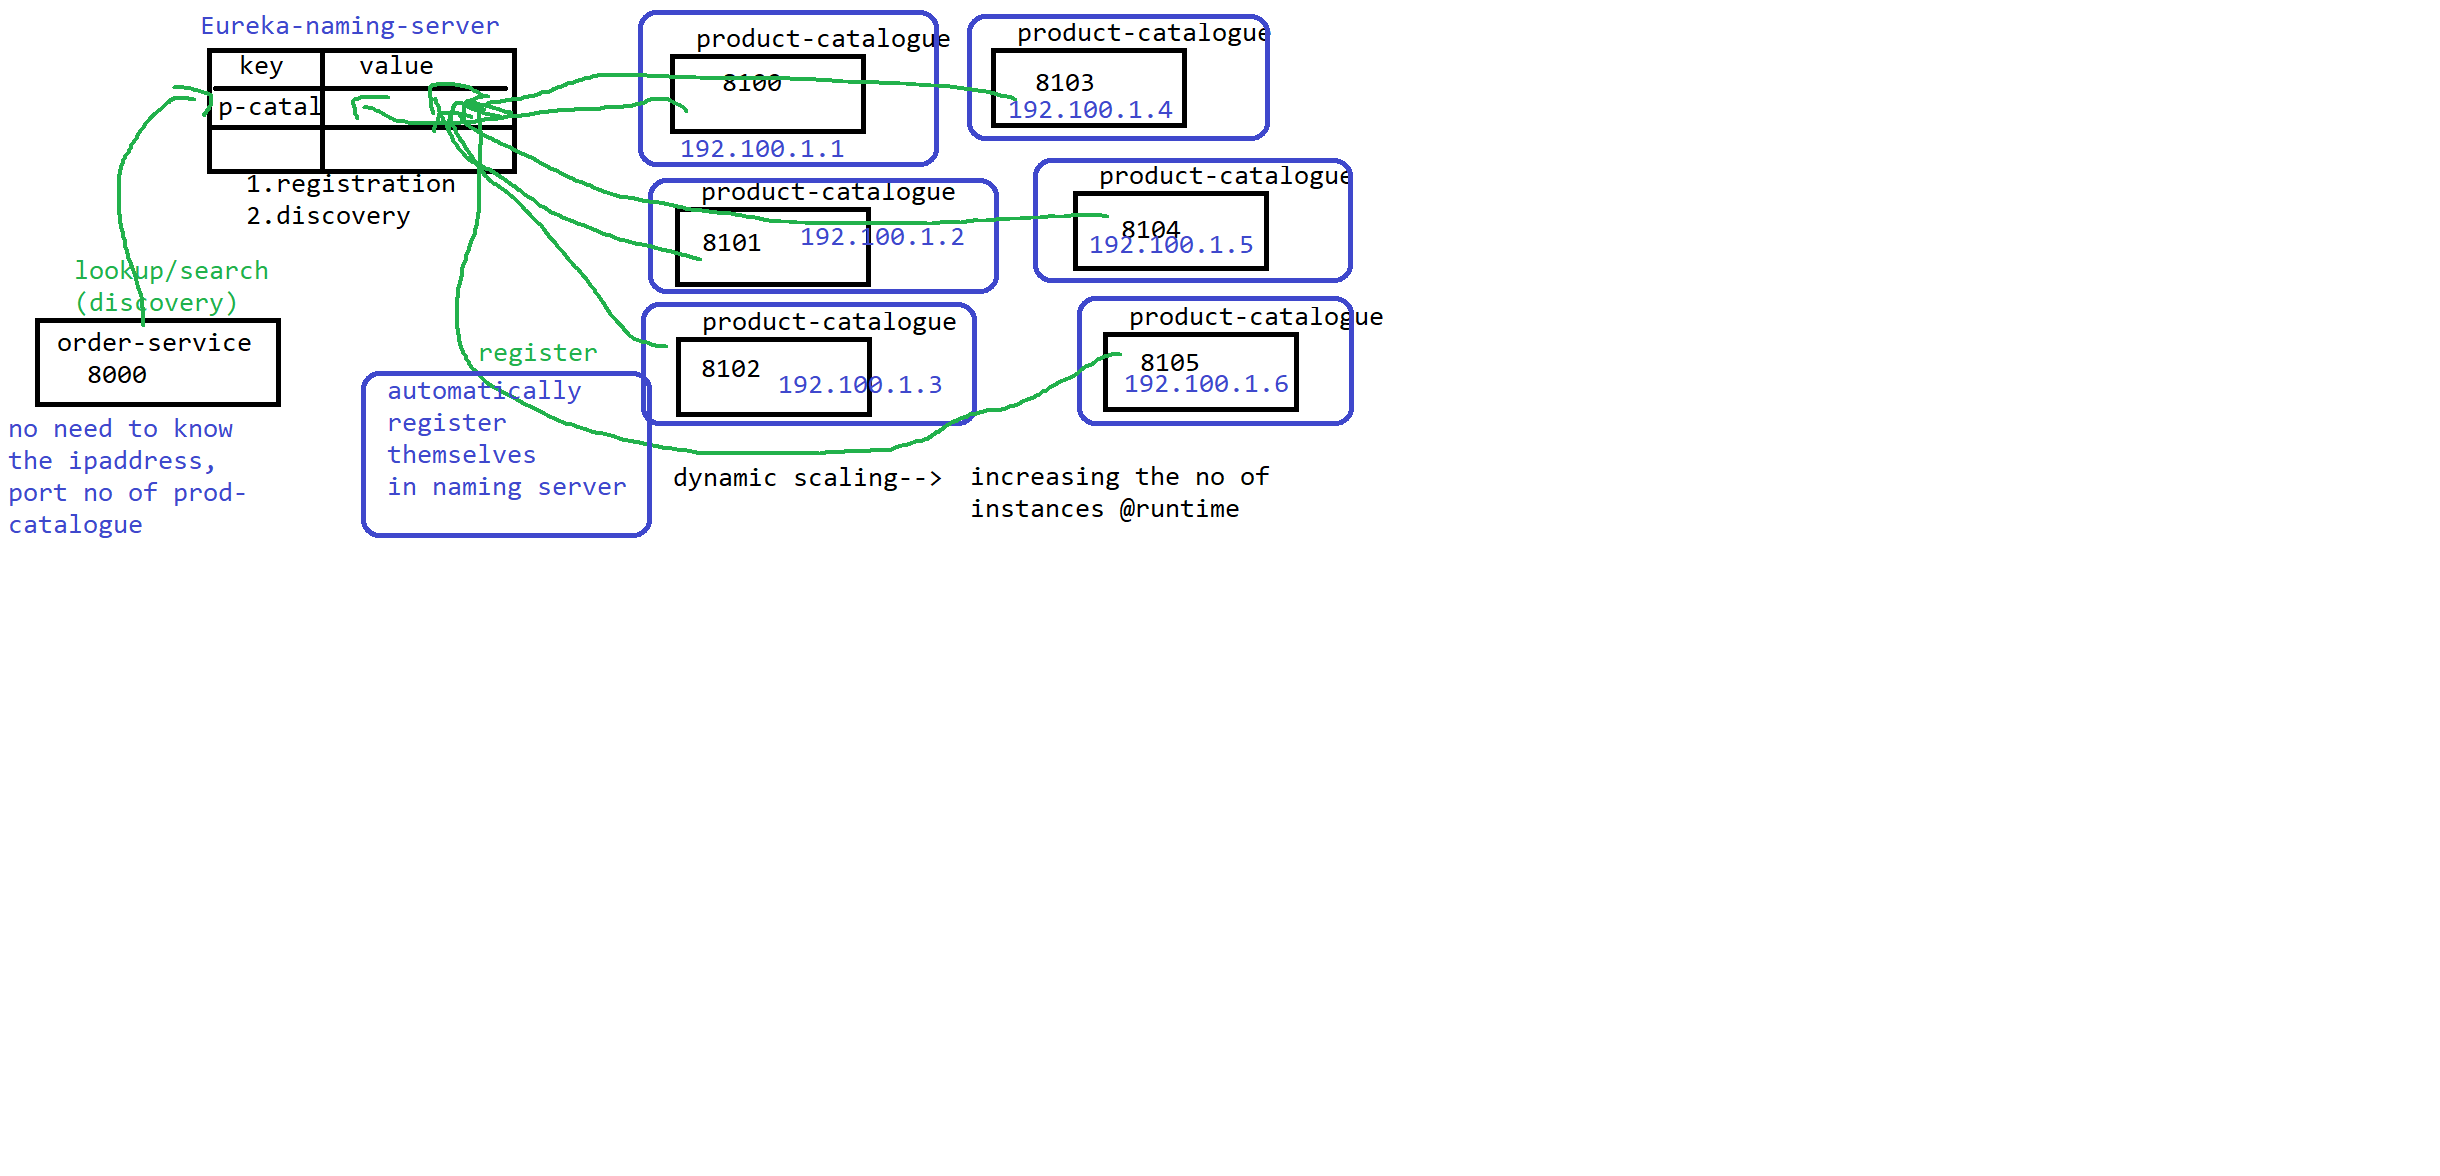 Eureka-naming-server
key value
p-catal
1.registration
2.discovery
lookup/search
(discovery)
order-service
8000
no need to know
the ipaddress,
port no of prod-
catalogue
register
automatically
register
themselves
in naming server
product-catalogue
8100
192.100.1.1
product-catalogue
8103
192.100.1.4
product-catalogue
8101
192.100.1.2
product-catalogue
8104
192.100.1.5
product-catalogue
8102
192.100.1.3
product-catalogue
8105
192.100.1.6
dynamic scaling--> increasing the no of
instances @runtime